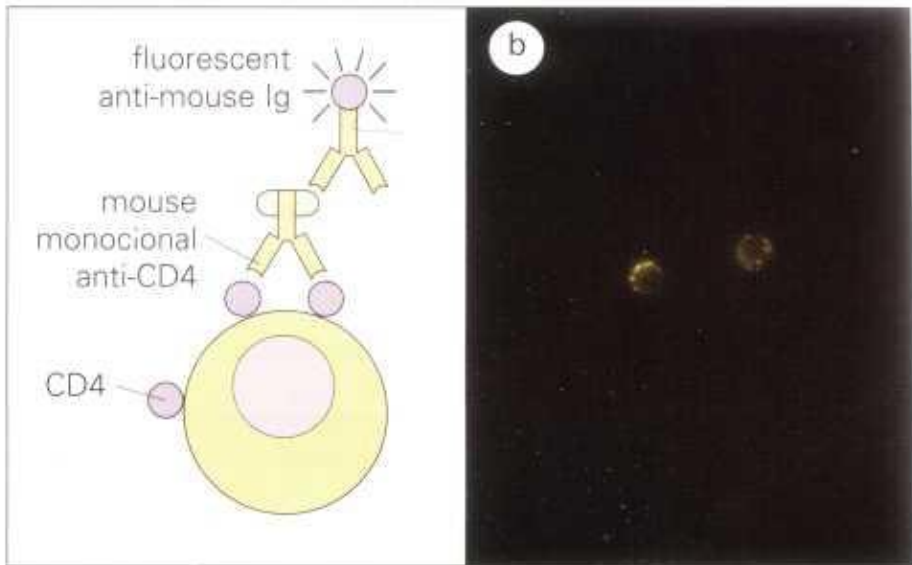 fluorescent
anti-mouse Ig
mouse
monocional
anti-CD4
CD4
b